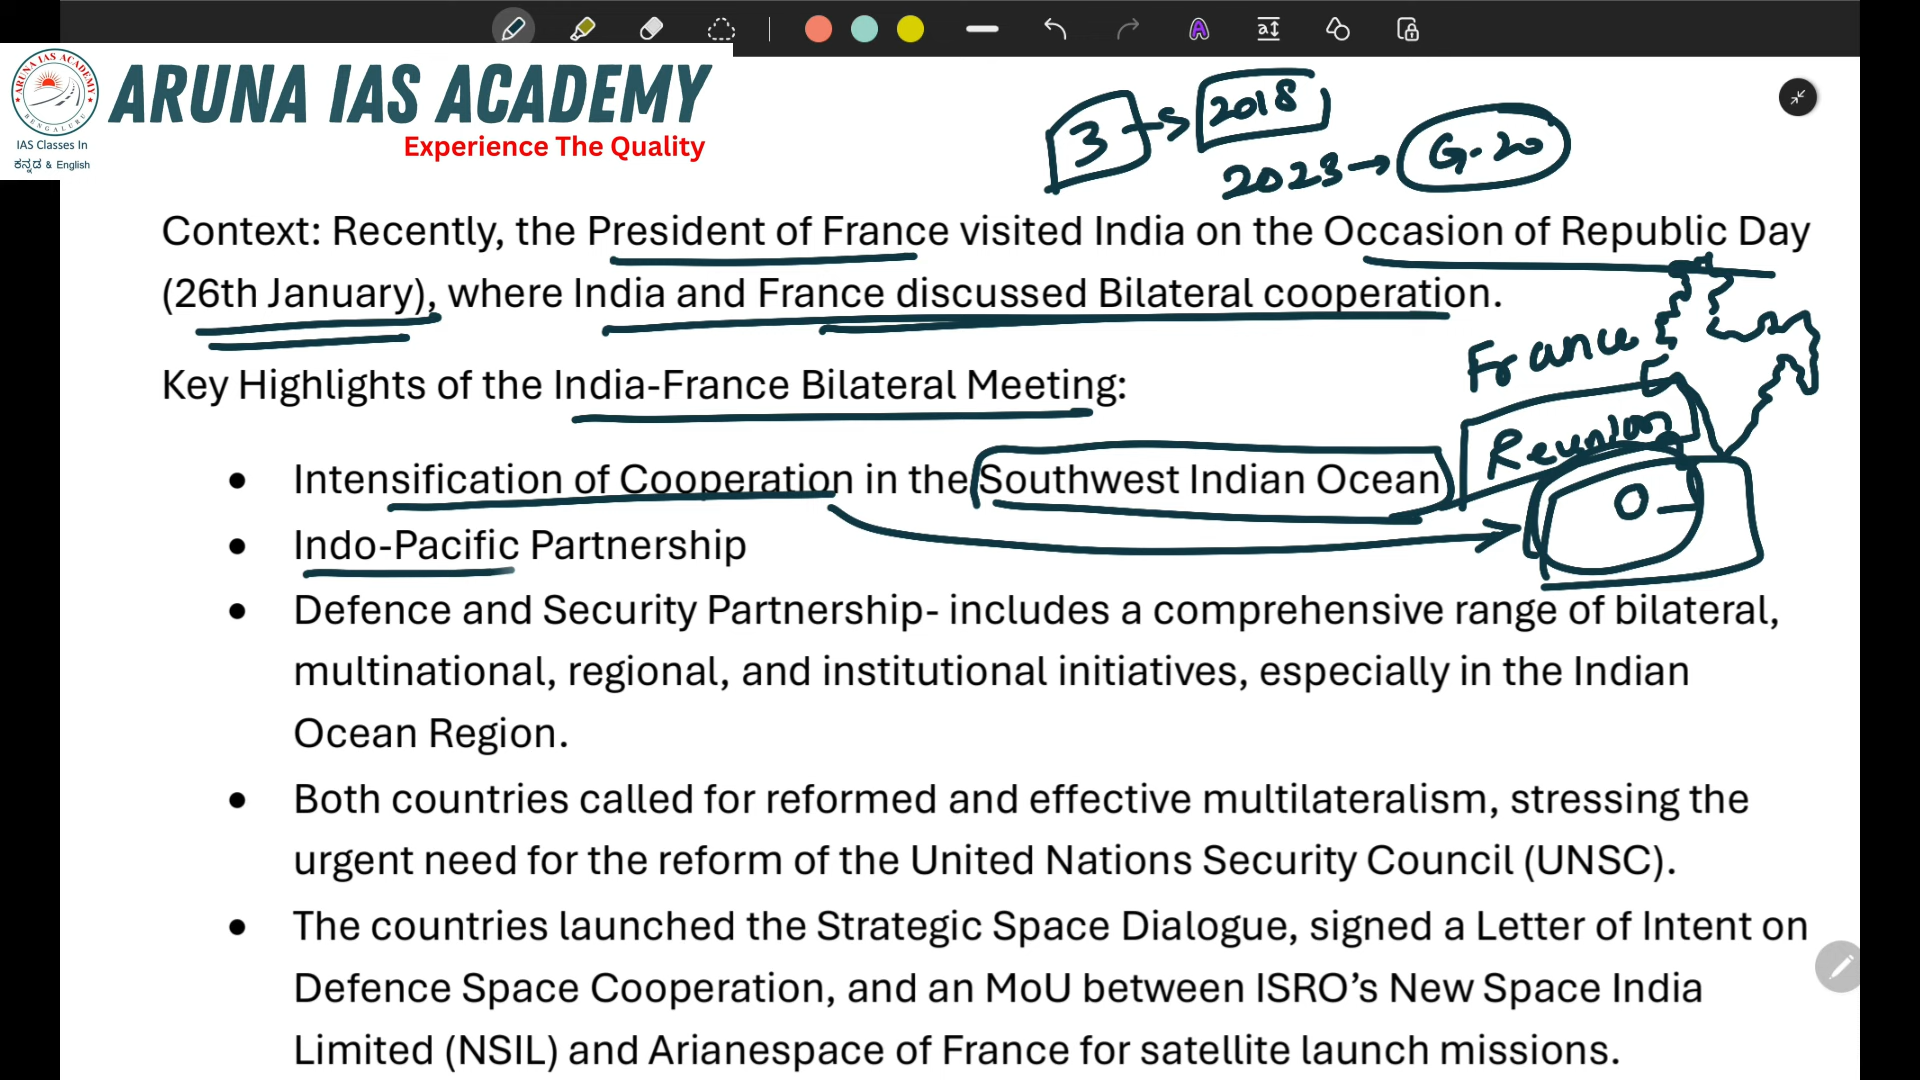 ARUNA IAS ACADEMY
Experience The Quality
ARUNA IAS ACADEMY
BENGALURU
IAS Classes In
ಕನ್ನಡ & English
3 → 2018
2023 → G-20
Context: Recently, the President of France visited India on the Occasion of Republic Day
(26th January), where India and France discussed Bilateral cooperation.
France
Key Highlights of the India-France Bilateral Meeting:
Reunion
• Intensification of Cooperation in the Southwest Indian Ocean
• Indo-Pacific Partnership
• Defence and Security Partnership- includes a comprehensive range of bilateral,
multinational, regional, and institutional initiatives, especially in the Indian
Ocean Region.
• Both countries called for reformed and effective multilateralism, stressing the
urgent need for the reform of the United Nations Security Council (UNSC).
• The countries launched the Strategic Space Dialogue, signed a Letter of Intent on
Defence Space Cooperation, and an MoU between ISRO’s New Space India
Limited (NSIL) and Arianespace of France for satellite launch missions.